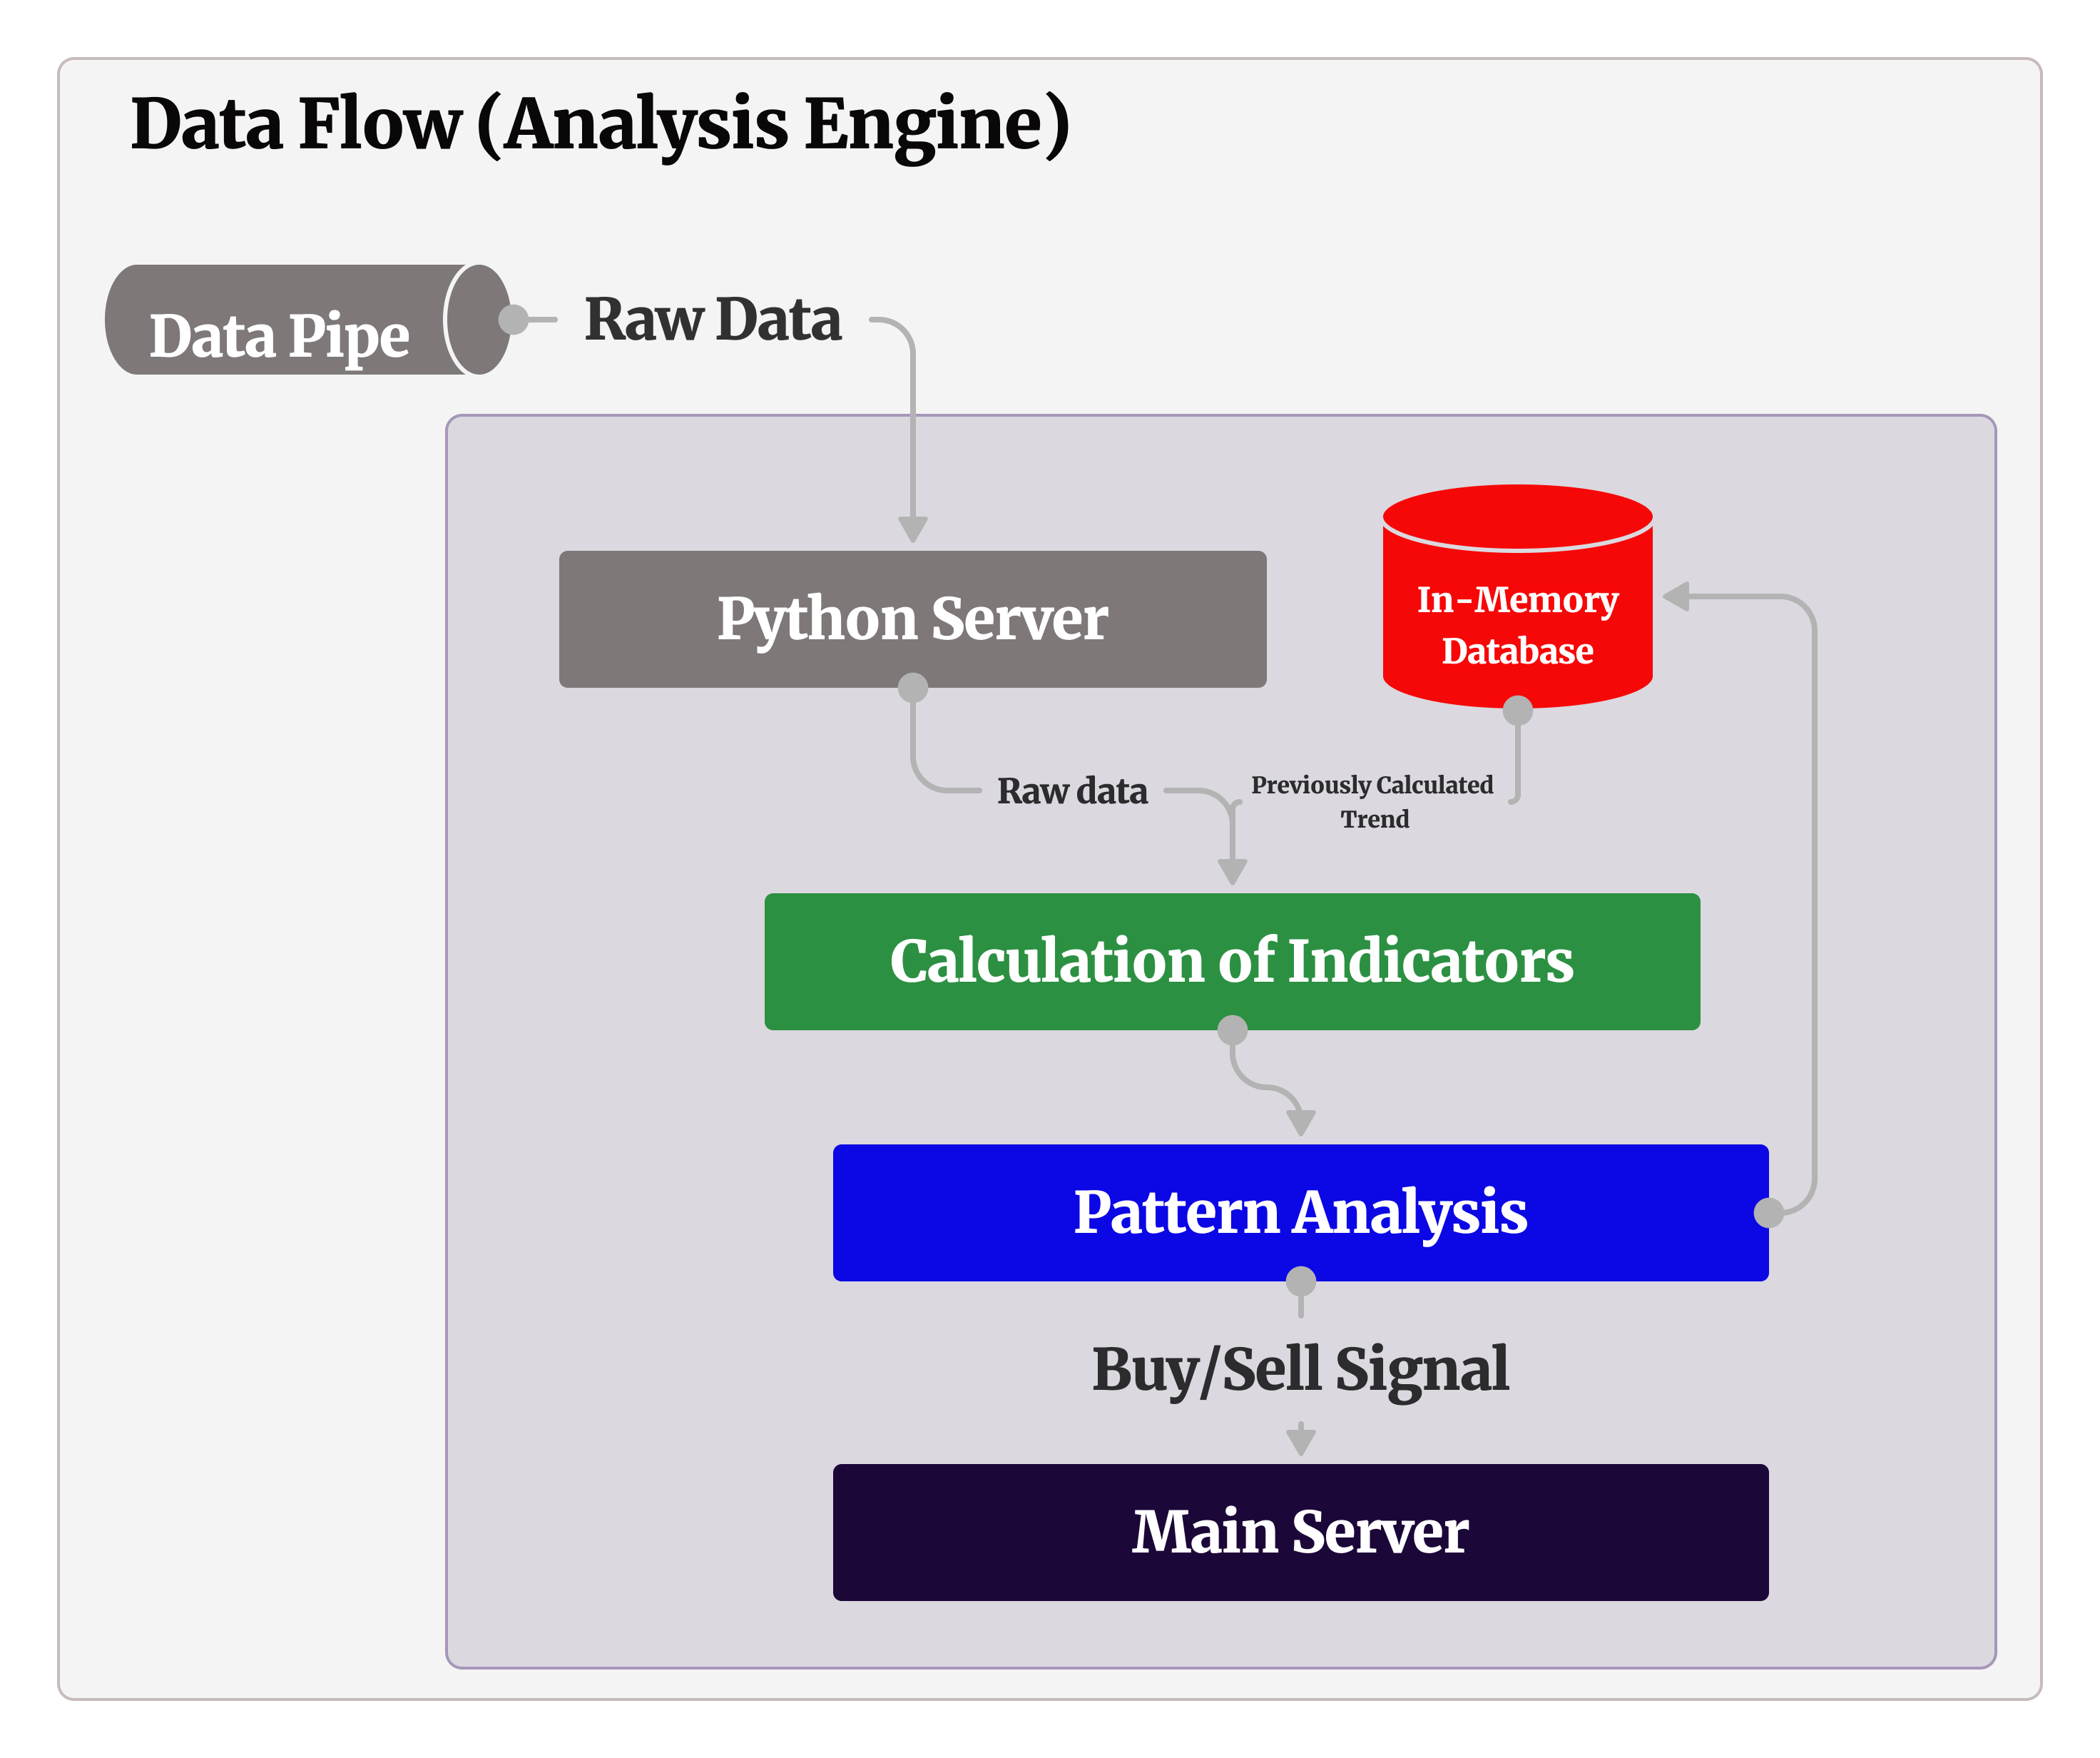 Data Flow (Analysis Engine)
Data Pipe
Raw Data
Python Server
In-Memory
Database
Raw data
Previously Calculated
Trend
Calculation of Indicators
Pattern Analysis
Buy/Sell Signal
Main Server